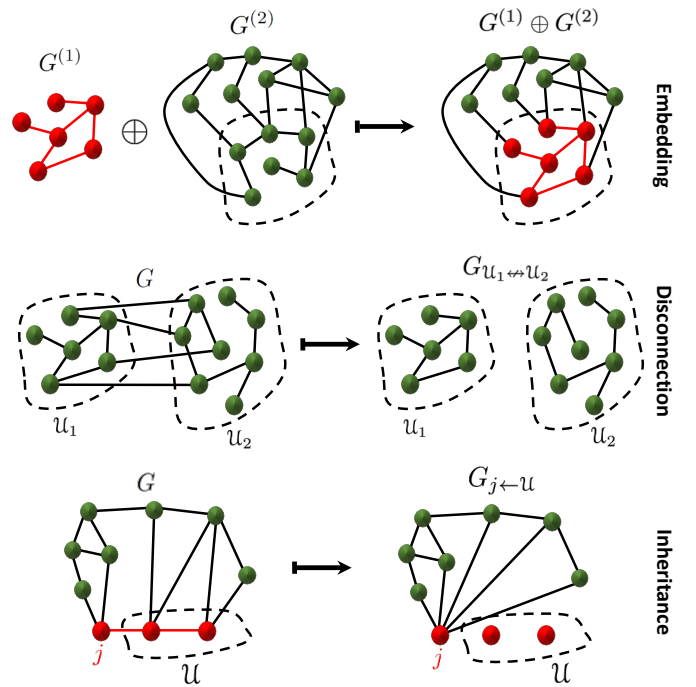 G^{(1)}
⊕
G^{(2)}
G^{(1)} ⊕ G^{(2)}
Embedding
G
𝒰_1
𝒰_2
G_{𝒰_1 ↮ 𝒰_2}
𝒰_1
𝒰_2
Disconnection
G
j
𝒰
G_{j←𝒰}
j
𝒰
Inheritance